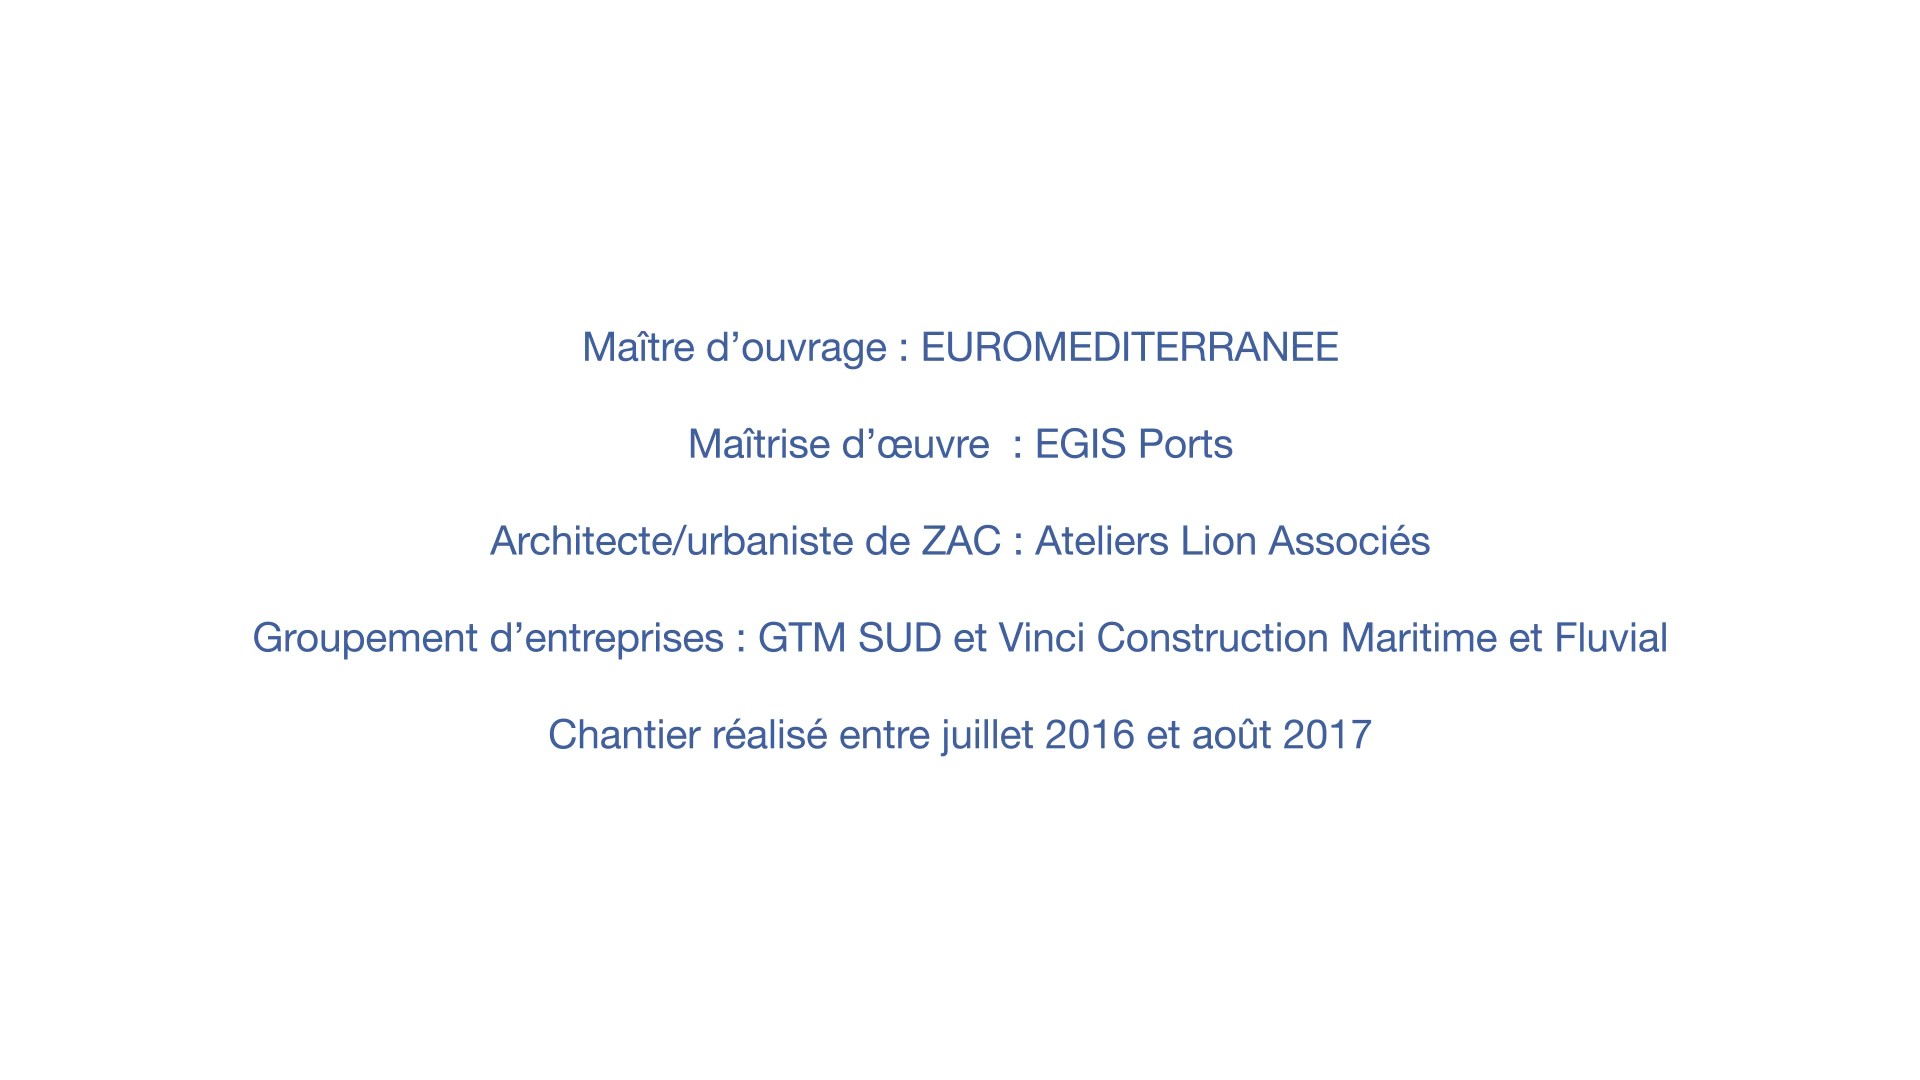 Maître d’ouvrage : EUROMEDITERRANEE
Maîtrise d’œuvre  : EGIS Ports
Architecte/urbaniste de ZAC : Ateliers Lion Associés
Groupement d’entreprises : GTM SUD et Vinci Construction Maritime et Fluvial
Chantier réalisé entre juillet 2016 et août 2017